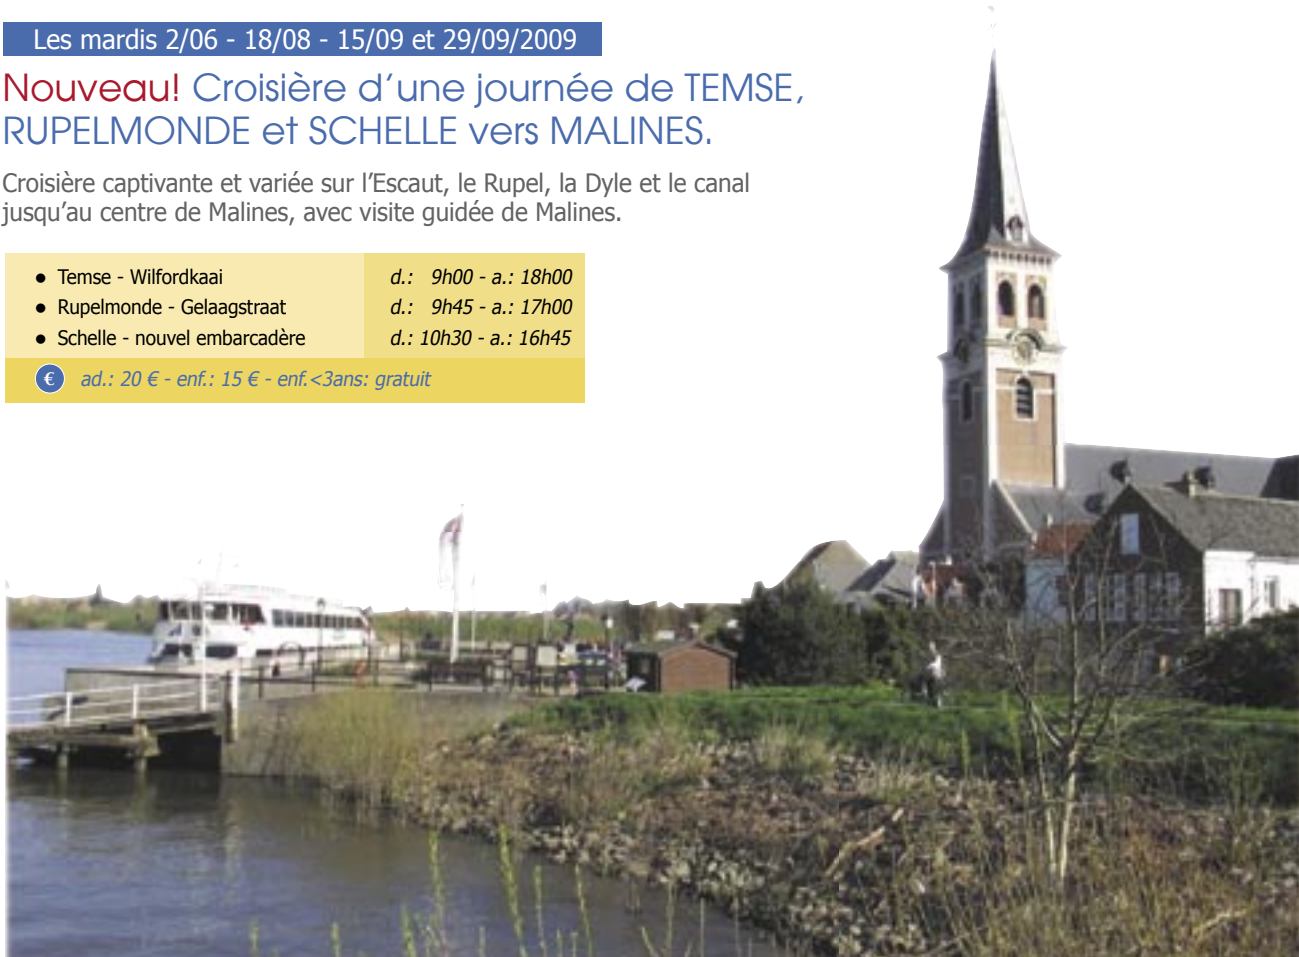 Les mardis 2/06 - 18/08 - 15/09 et 29/09/2009
Nouveau! Croisière d'une journée de TEMSE,
RUPELMONDE et SCHELLE vers MALINES.
Croisière captivante et variée sur l'Escaut, le Rupel, la Dyle et le canal
jusqu'au centre de Malines, avec visite guidée de Malines.
● Temse - Wilfordkaai d.: 9h00 - a.: 18h00
● Rupelmonde - Gelaagstraat d.: 9h45 - a.: 17h00
● Schelle - nouvel embarcadère d.: 10h30 - a.: 16h45
€ ad.: 20 € - enf.: 15 € - enf.<3ans: gratuit